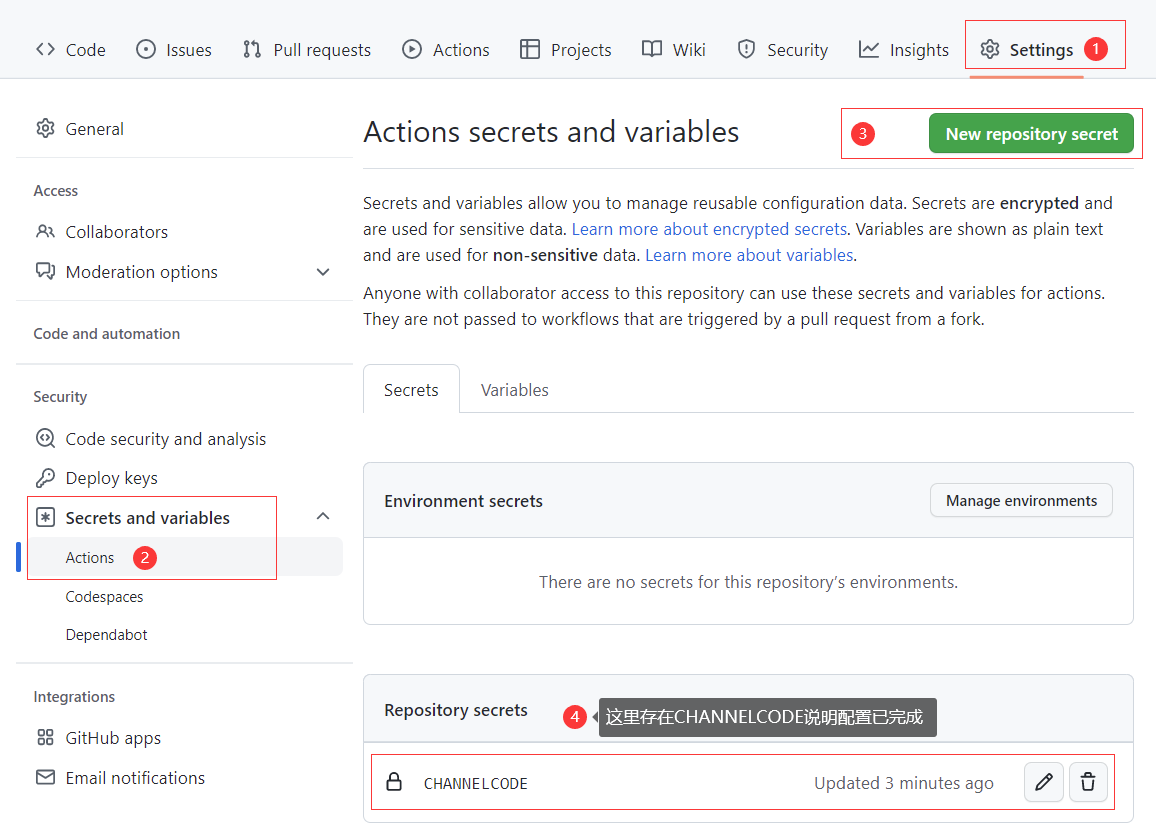 Code Issues Pull requests Actions Projects Wiki Security Insights Settings 1
General
Access
Collaborators
Moderation options
Code and automation
Security
Code security and analysis
Deploy keys
Secrets and variables
Actions 2
Codespaces
Dependabot
Integrations
GitHub apps
Email notifications
Actions secrets and variables
3 New repository secret
Secrets and variables allow you to manage reusable configuration data. Secrets are encrypted and
are used for sensitive data. Learn more about encrypted secrets. Variables are shown as plain text
and are used for non-sensitive data. Learn more about variables.
Anyone with collaborator access to this repository can use these secrets and variables for actions.
They are not passed to workflows that are triggered by a pull request from a fork.
Secrets Variables
Environment secrets Manage environments
There are no secrets for this repository’s environments.
Repository secrets 4 这里存在CHANNELCODE说明配置已完成
CHANNELCODE Updated 3 minutes ago